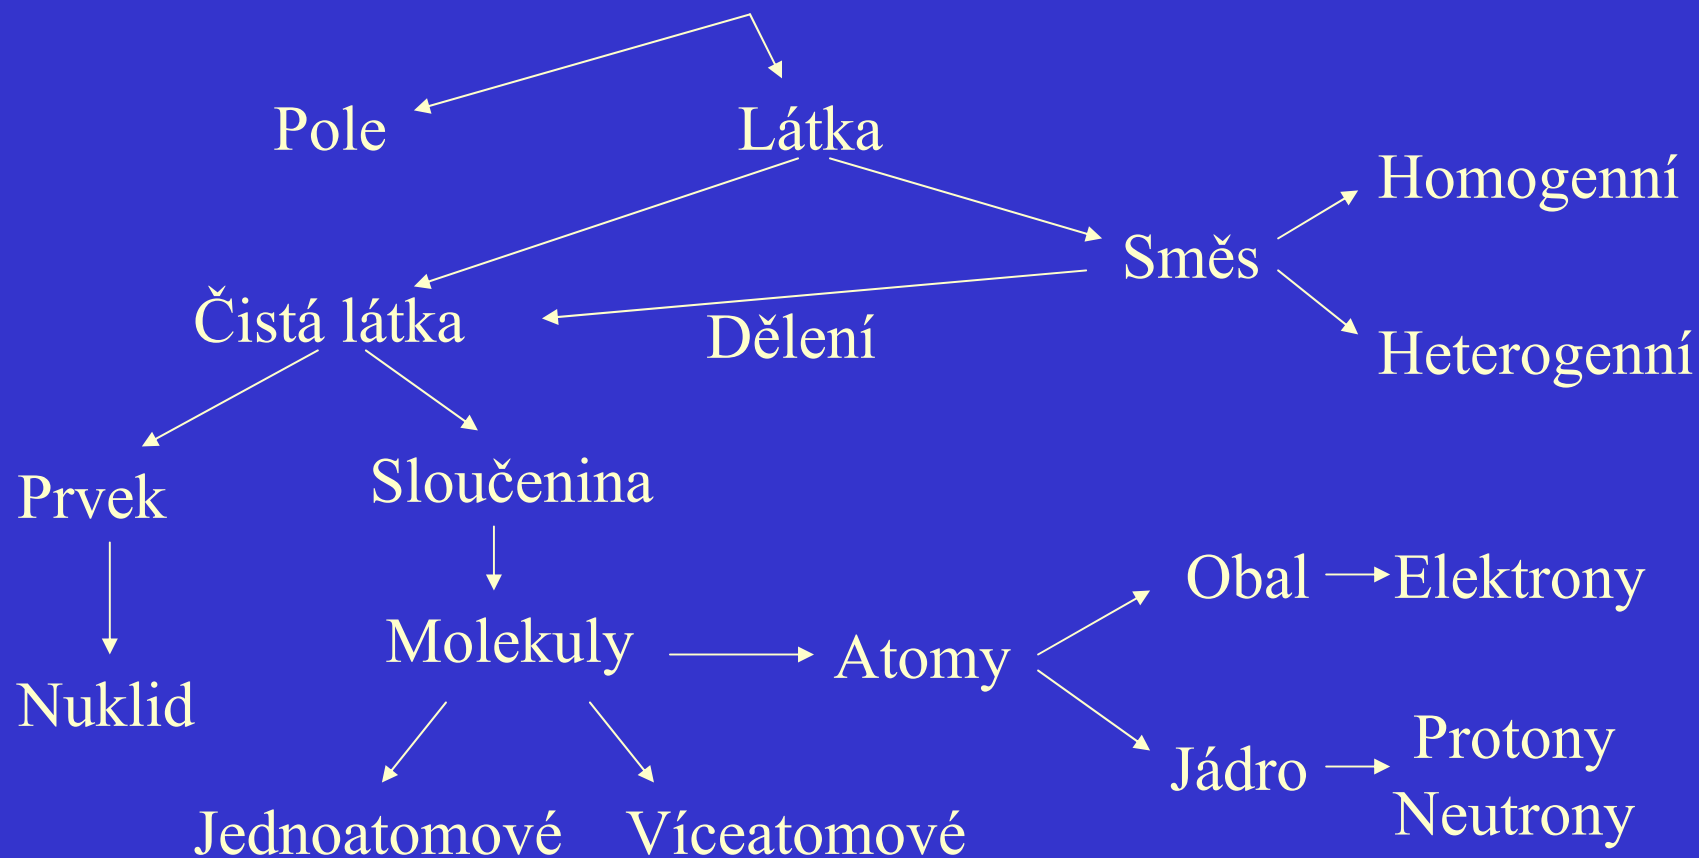 Pole
Látka
Homogenní
Směs
Čistá látka
Dělení
Heterogenní
Prvek
Sloučenina
Obal
Elektrony
Molekuly
Atomy
Nuklid
Jádro
Protony
Neutrony
Jednoatomové
Víceatomové